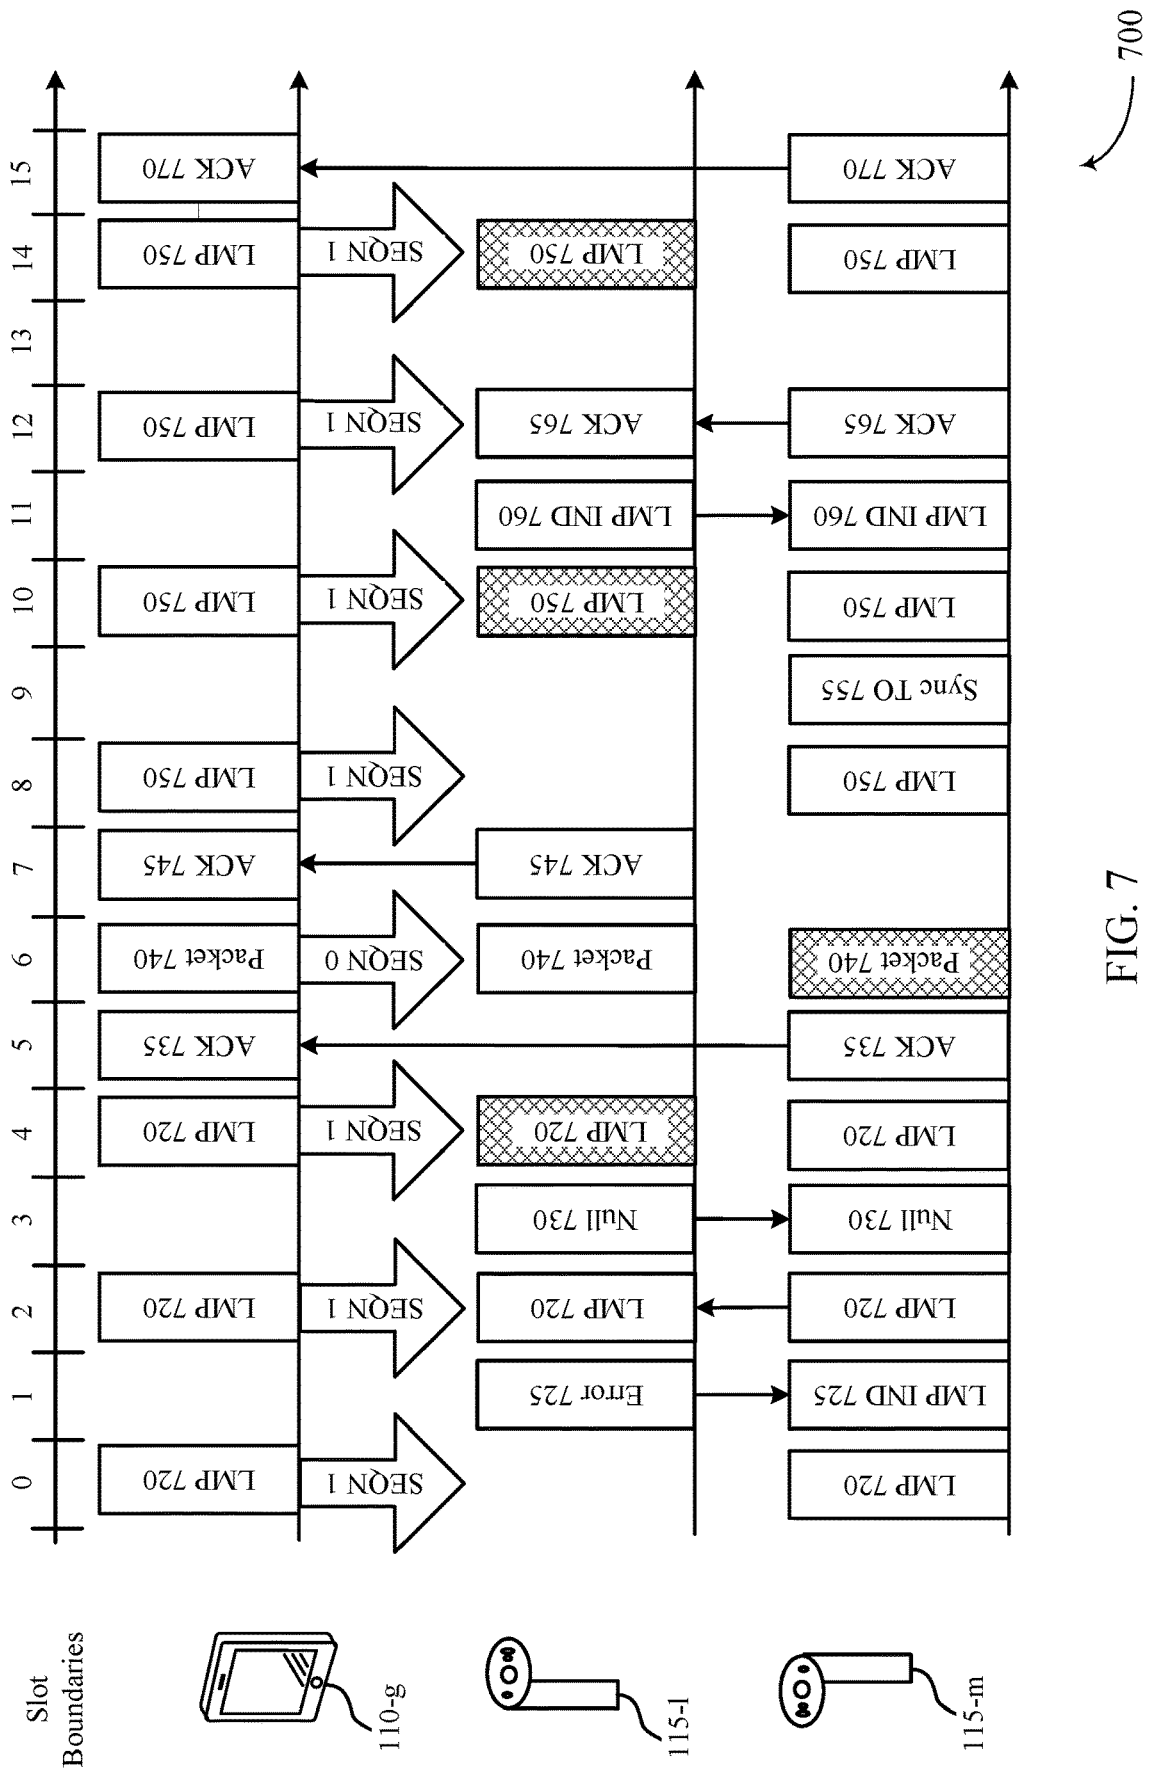 Slot
Boundaries
0
1
2
3
4
5
6
7
8
9
10
11
12
13
14
15
110-g
LMP 720
LMP 720
LMP 720
ACK 735
Packet 740
ACK 745
LMP 750
LMP 750
LMP 750
LMP 750
ACK 770
SEQN 1
SEQN 1
SEQN 1
SEQN 0
SEQN 1
SEQN 1
SEQN 1
SEQN 1
115-l
Error 725
LMP 720
Null 730
LMP 720
Packet 740
ACK 745
LMP 750
LMP IND 760
ACK 765
LMP 750
115-m
LMP 720
LMP IND 725
LMP 720
Null 730
LMP 720
ACK 735
Packet 740
LMP 750
Sync TO 755
LMP 750
LMP IND 760
ACK 765
LMP 750
ACK 770
700
FIG. 7